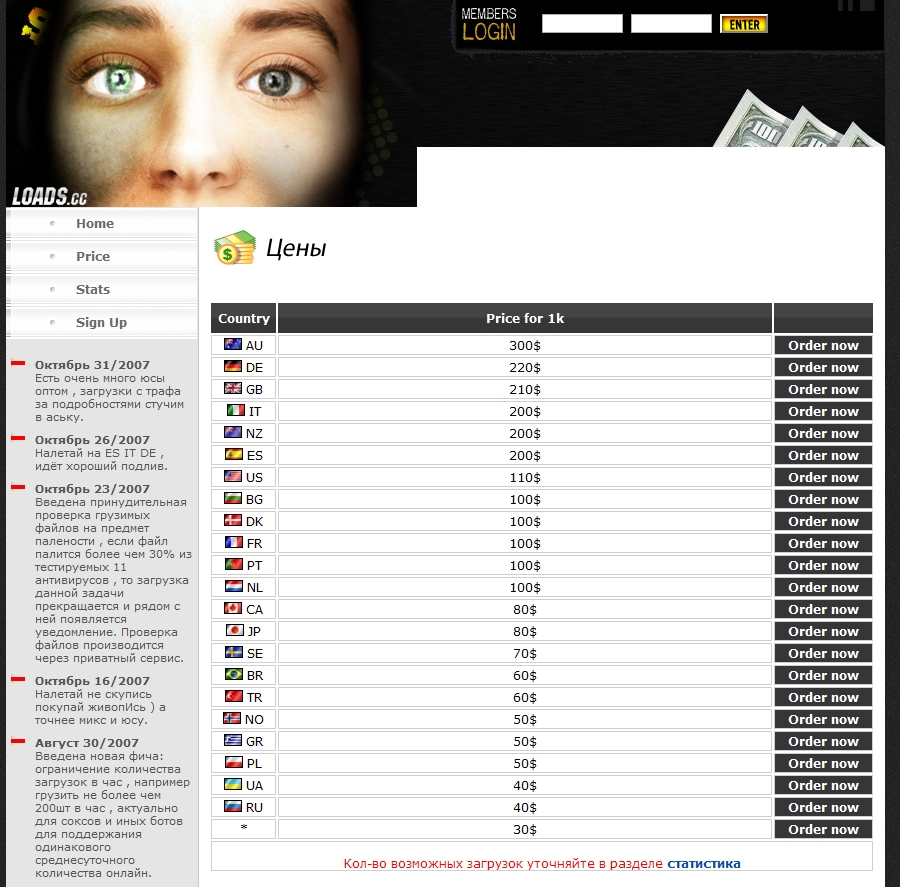 MEMBERS
LOGIN
ENTER
LOADS.cc
Home
Price
Stats
Sign Up
Октябрь 31/2007
Есть очень много юсы
оптом , загрузки с трафа
за подробностями стучим
в аську.
Октябрь 26/2007
Налетай на ES IT DE ,
идёт хороший подлив.
Октябрь 23/2007
Введена принудительная
проверка грузимых
файлов на предмет
палености , если файл
палится более чем 30% из
тестируемых 11
антивирусов , то загрузка
данной задачи
прекращается и рядом с
ней появляется
уведомление. Проверка
файлов производится
через приватный сервис.
Октябрь 16/2007
Налетай не скупись
покупай живопИсь ) а
точнее микс и юсу.
Август 30/2007
Введена новая фича:
ограничение количества
загрузок в час , например
грузить не более чем
200шт в час , актуально
для соксов и иных ботов
для поддержания
одинакового
среднесуточного
количества онлайн.
Цены
Country Price for 1k
AU 300$ Order now
DE 220$ Order now
GB 210$ Order now
IT 200$ Order now
NZ 200$ Order now
ES 200$ Order now
US 110$ Order now
BG 100$ Order now
DK 100$ Order now
FR 100$ Order now
PT 100$ Order now
NL 100$ Order now
CA 80$ Order now
JP 80$ Order now
SE 70$ Order now
BR 60$ Order now
TR 60$ Order now
NO 50$ Order now
GR 50$ Order now
PL 50$ Order now
UA 40$ Order now
RU 40$ Order now
* 30$ Order now
Кол-во возможных загрузок уточняйте в разделе статистика